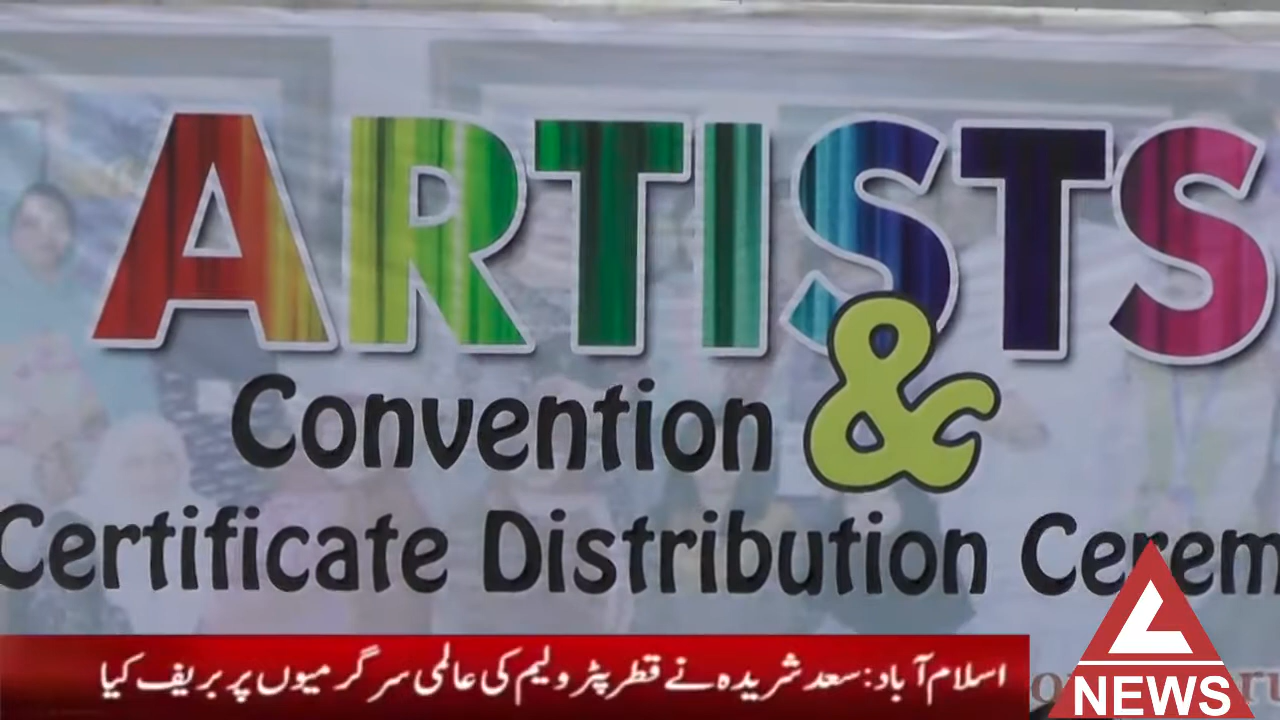 ARTISTS
Convention &
Certificate Distribution Cerem
اسلام آباد: سعد شریدہ نے قطر پٹرولیم کی عالمی سرگرمیوں پر بریف کیا
NEWS